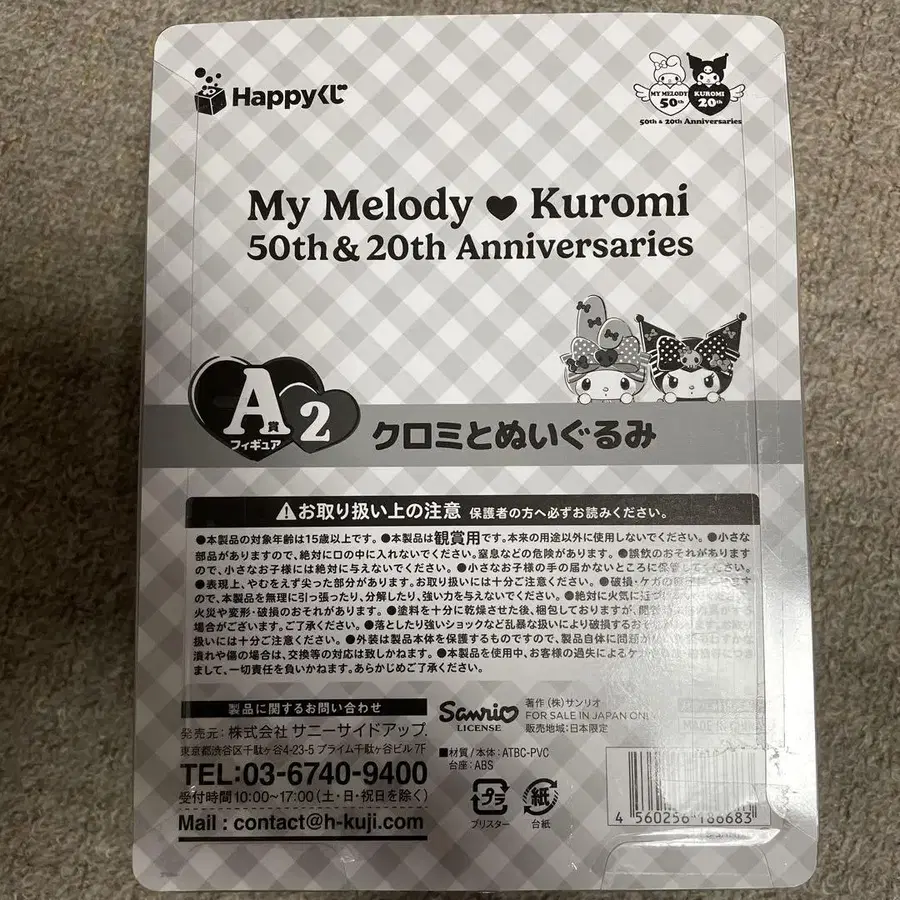 Happyくじ
MY MELODY
50th
KUROMI
20th
50th & 20th Anniversaries
My Melody ♥ Kuromi
50th & 20th Anniversaries
A賞
フィギュア
2
クロミとぬいぐるみ
⚠お取り扱い上の注意 保護者の方へ必ずお読みください。
●本製品の対象年齢は15歳以上です。●本製品は観賞用です。本来の用途以外に使用しないでください。●小さな
部品がありますので、絶対に口の中に入れないでください。窒息などの危険があります。●誤飲のおそれがあります
ので、小さなお子様には絶対に与えないでください。●小さなお子様の手の届かないところに保管してください。
●表現上、やむをえず尖った部分があります。お取り扱いには十分ご注意ください。●破損・ケガの
ので、本製品を無理に引っ張ったり、分解したり、強い力を与えないでください。●絶対に火気に
火災や変形・破損のおそれがあります。●塗料を十分に乾燥させた後、梱包しておりますが、
場合がございます。ご了承ください。●落としたり強いショックなど乱暴な扱いにより破損する
扱いには十分ご注意ください。●外装は製品本体を保護するものですので、製品自体に問題が
潰れや傷の場合は、交換等の対応は致しかねます。●本製品を使用中、お客様の過失による
まして、一切責任を負いかねます。あらかじめご了承ください。
製品に関するお問い合わせ
発売元：株式会社 サニーサイドアップ
東京都渋谷区千駄ヶ谷4-23-5 プライム千駄ヶ谷ビル 7F
TEL:03-6740-9400
受付時間10:00~17:00（土・日・祝日を除く）
Mail : contact@h-kuji.com
Sanrio
LICENSE
著作（株）サンリオ
FOR SALE IN JAPAN ONLY
販売地域：日本限定
■材質／本体：ATBC-PVC
台座：ABS
プラ
ブリスター
紙
台紙
4 560256 186683